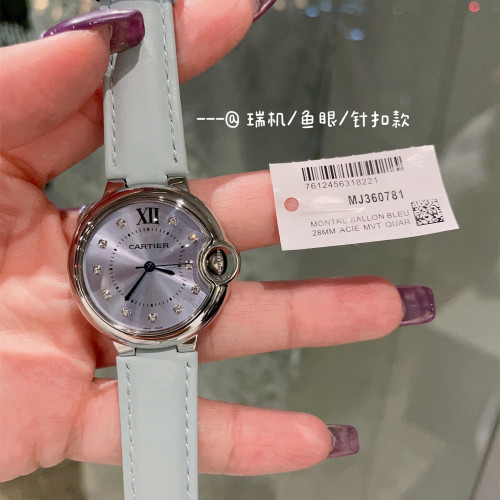 ---@ 瑞机/鱼眼/针扣款
7612456318221
MJ360781
MONTRE BALLON BLEU
28MM ACIE MVT QUAR
XII
CARTIER